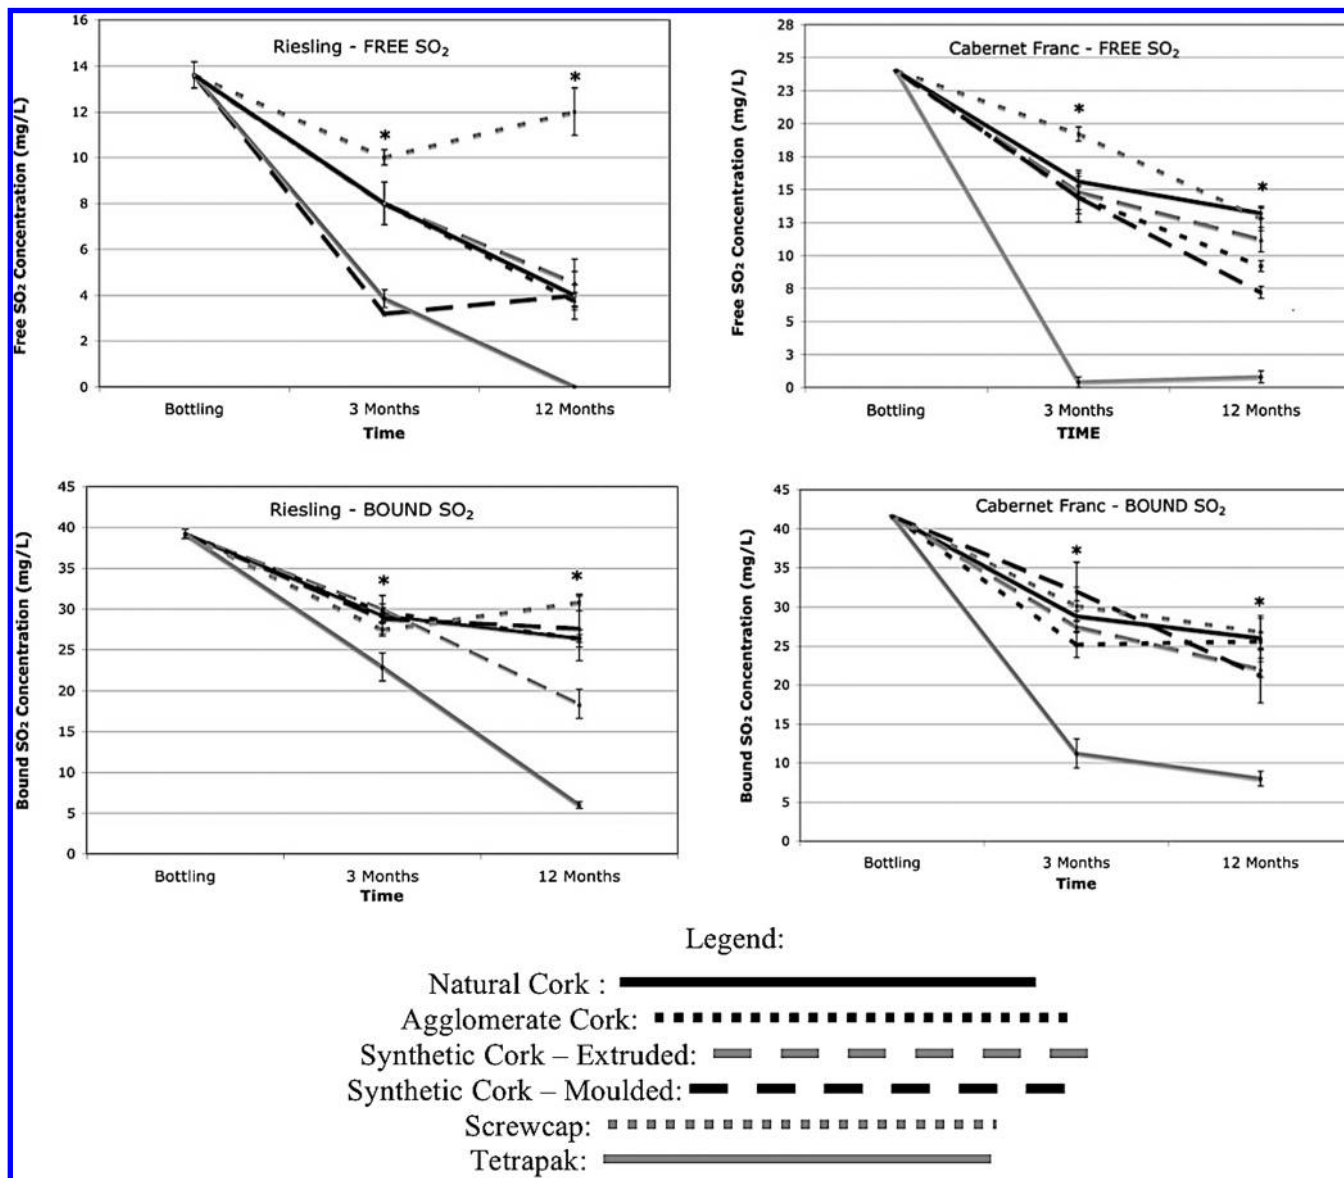 Riesling - FREE SO₂
Free SO₂ Concentration (mg/L)
16
14
12
10
8
6
4
2
0
*
*
Bottling
3 Months
12 Months
Time
Cabernet Franc - FREE SO₂
Free SO₂ Concentration (mg/L)
28
25
23
20
18
15
13
10
8
5
3
0
*
*
Bottling
3 Months
12 Months
TIME
Riesling - BOUND SO₂
Bound SO₂ Concentration (mg/L)
45
40
35
30
25
20
15
10
5
0
*
*
Bottling
3 Months
12 Months
Time
Cabernet Franc - BOUND SO₂
Bound SO₂ Concentration (mg/L)
45
40
35
30
25
20
15
10
5
0
*
*
Bottling
3 Months
12 Months
Time
Legend:
Natural Cork :
Agglomerate Cork:
Synthetic Cork – Extruded:
Synthetic Cork – Moulded:
Screwcap:
Tetrapak: